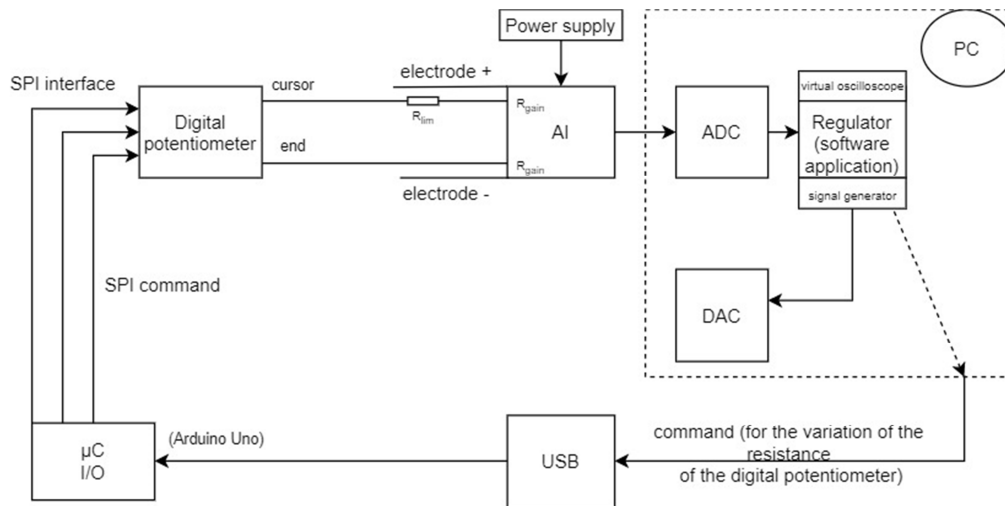 Power supply
PC
SPI interface
cursor
electrode +
virtual oscilloscope
Digital
potentiometer
R_lim
R_gain
AI
ADC
Regulator
(software
application)
end
R_gain
electrode -
signal generator
SPI command
DAC
µC
I/O
(Arduino Uno)
USB
command (for the variation of the
resistance
of the digital potentiometer)